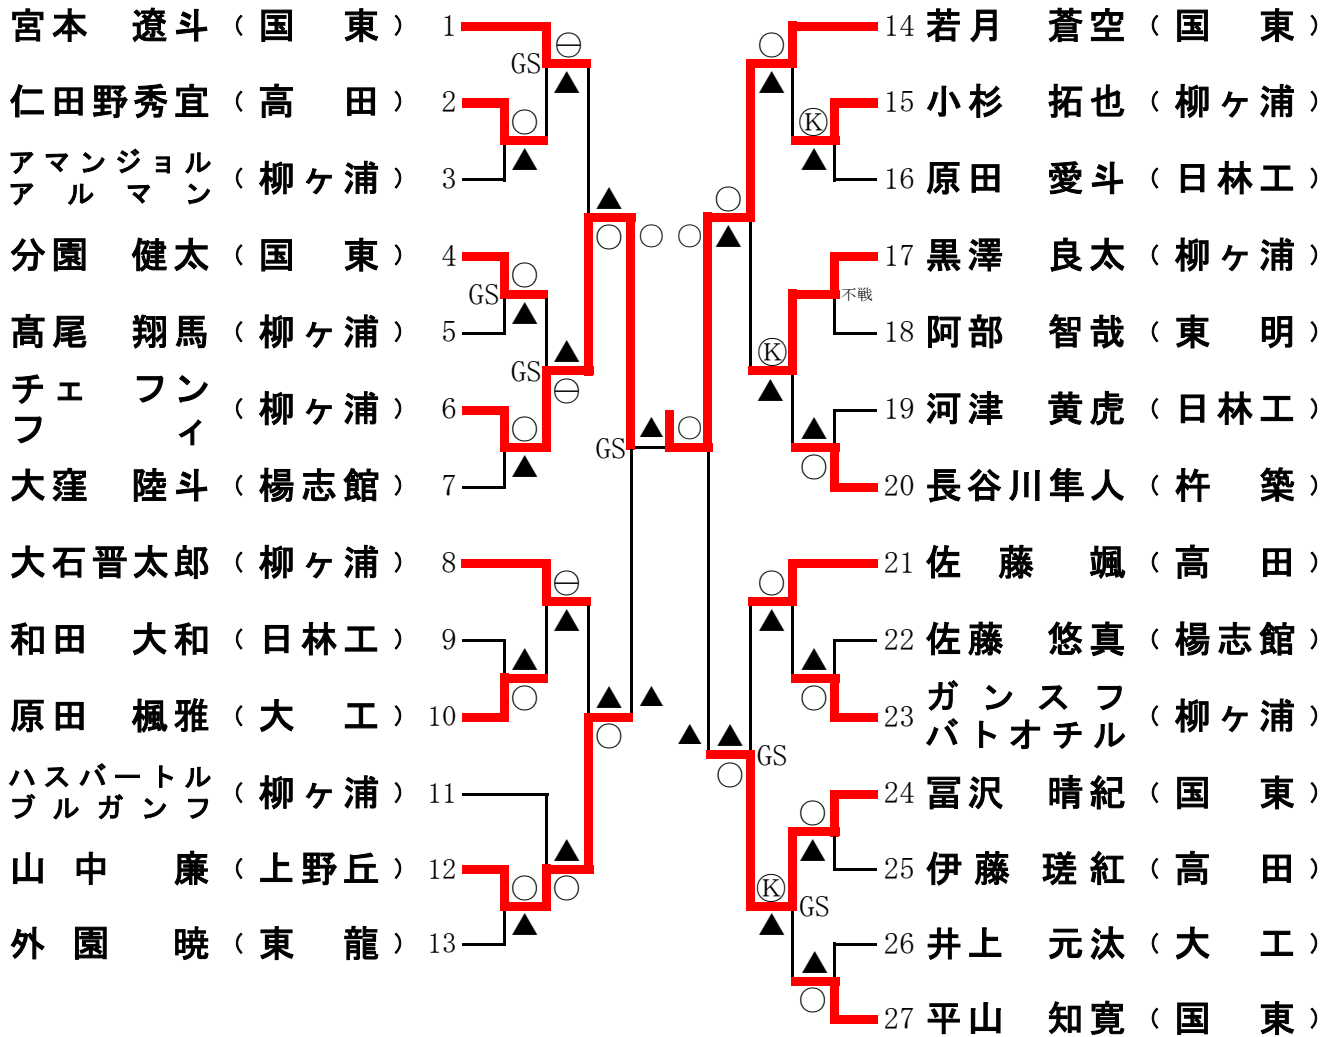 宮本 遼斗 （ 国 東 ） 1
仁田野秀宜 （ 高 田 ） 2
アマンジョル
アルマン （ 柳ヶ浦 ） 3
分園 健太 （ 国 東 ） 4
髙尾 翔馬 （ 柳ヶ浦 ） 5
チェ フン
フィ （ 柳ヶ浦 ） 6
大窪 陸斗 （ 楊志館 ） 7
大石晋太郎 （ 柳ヶ浦 ） 8
和田 大和 （ 日林工 ） 9
原田 楓雅 （ 大 工 ） 10
ハスバートル
ブルガンフ （ 柳ヶ浦 ） 11
山中 廉 （ 上野丘 ） 12
外園 暁 （ 東 龍 ） 13
GS
GS
GS
GS
14 若月 蒼空 （ 国 東 ）
15 小杉 拓也 （ 柳ヶ浦 ）
16 原田 愛斗 （ 日林工 ）
17 黒澤 良太 （ 柳ヶ浦 ）
18 阿部 智哉 （ 東 明 ）
19 河津 黄虎 （ 日林工 ）
20 長谷川隼人 （ 杵 築 ）
21 佐藤 颯 （ 高 田 ）
22 佐藤 悠真 （ 楊志館 ）
23 ガンスフ
バトオチル （ 柳ヶ浦 ）
24 冨沢 晴紀 （ 国 東 ）
25 伊藤 瑳紅 （ 高 田 ）
26 井上 元汰 （ 大 工 ）
27 平山 知寛 （ 国 東 ）
Ⓚ
不戦
Ⓚ
GS
Ⓚ
GS